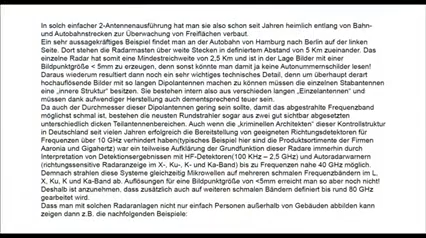 In solch einfacher 2-Antennenausführung hat man sie also schon seit Jahren heimlich entlang von Bahn-
und Autobahnstrecken zur Überwachung von Freiflächen verbaut.
Ein sehr aussagekräftiges Beispiel findet man an der Autobahn von Hamburg nach Berlin auf der linken
Seite. Dort stehen die Radarmasten über weite Stecken in definiertem Abstand von 5 Km zueinander. Das
einzelne Radar hat somit eine Mindestreichweite von 2,5 Km und ist in der Lage Bilder mit einer
Bildpunktgröße < 5mm zu erzeugen, denn sonst könnte man damit ja keine Autonummernschilder lesen!
Daraus wiederum resultiert dann noch ein sehr wichtiges technisches Detail, denn um überhaupt derart
hochauflösende Bilder mit so langen Dipolantennen machen zu können müssen die einzelnen Stabantennen
eine „innere Struktur" besitzen. Sie bestehen intern also aus verschieden langen „Einzelantennen" und
müssen dank aufwendiger Herstellung auch dementsprechend teuer sein.
Da auch der Durchmesser dieser Dipolantennen gering sein sollte, damit das abgestrahlte Frequenzband
möglichst schmal ist, bestehen die neusten Rundstrahler sogar aus zwei gut sichtbar abgesetzten
unterschiedlich dicken Teilantennenbereichen. Auch wenn die „kriminellen Architekten" dieser Kontrollstruktur
in Deutschland seit vielen Jahren erfolgreich die Bereitstellung von geeigneten Richtungsdetektoren für
Frequenzen über 10 GHz verhindert haben(typisches Beispiel hier sind die Produktsortimente der Firmen
Aaronia und Gigahertz) war ein teilweise Aufklärung der Grundfunktion dieser Radare immerhin durch
Interpretation von Detektionsergebnissen mit HF-Detektoren(100 KHz – 2,5 GHz) und Autoradarwarnern
(richtungssensitive Radaranzeige im X-, Ku-, K- und Ka-Band) bis zu Frequenzen nahe 40 GHz möglich.
Demnach strahlen diese Systeme gleichzeitig Mikrowellen auf mehreren schmalen Frequenzbändern im L,
X, Ku, K und Ka-Band ab. Auflösungen für eine Bildpunktgröße von <5mm erreicht man so aber noch nicht!
Deshalb ist anzunehmen, dass zusätzlich auch auf weiteren schmalen Bändern definiert bis rund 80 GHz
gearbeitet wird.
Dass man mit solchen Radaranlagen nicht nur einfach Personen außerhalb von Gebäuden abbilden kann
zeigen dann z.B. die nachfolgenden Beispiele: